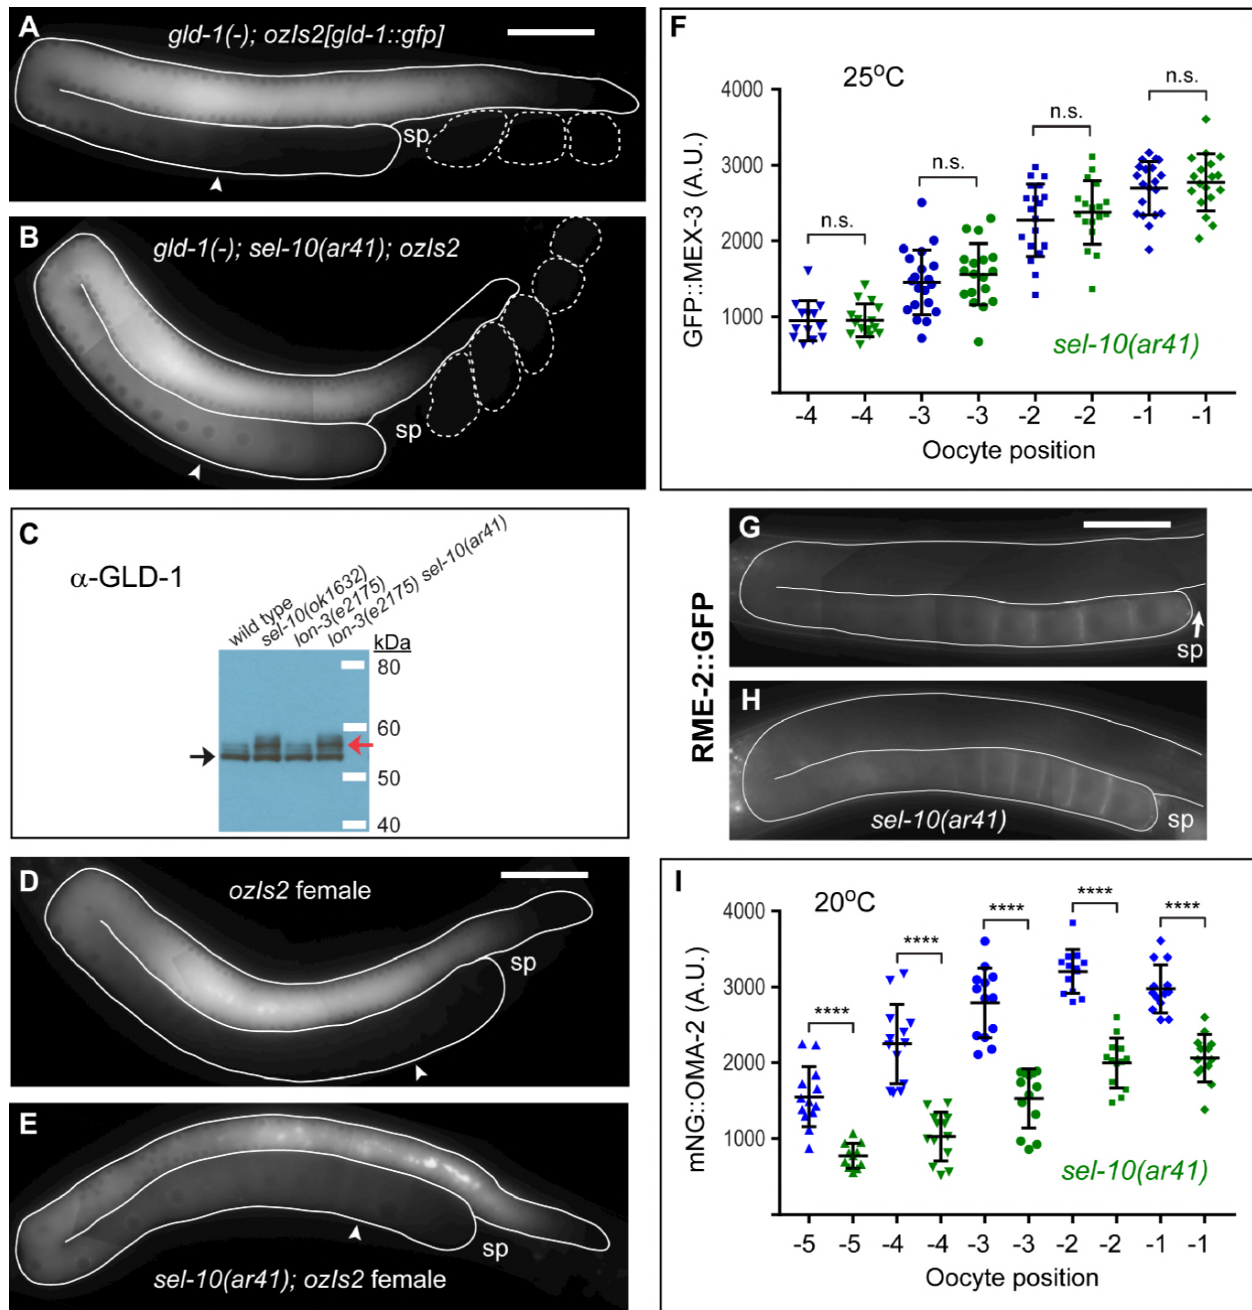 A
gld-1(-); ozIs2[gld-1::gfp]
sp
B
gld-1(-); sel-10(ar41); ozIs2
sp
C
α-GLD-1
wild type
sel-10(ok1632)
lon-3(e2175)
lon-3(e2175) sel-10(ar41)
kDa
80
60
50
40
D
ozIs2 female
sp
E
sp
sel-10(ar41); ozIs2 female
F
25°C
GFP::MEX-3 (A.U.)
4000
3000
2000
1000
n.s.
n.s.
n.s.
n.s.
sel-10(ar41)
-4 -4 -3 -3 -2 -2 -1 -1
Oocyte position
RME-2::GFP
G
sp
H
sel-10(ar41)
sp
I
20°C
mNG::OMA-2 (A.U.)
4000
3000
2000
1000
****
****
****
****
****
sel-10(ar41)
-5 -5 -4 -4 -3 -3 -2 -2 -1 -1
Oocyte position